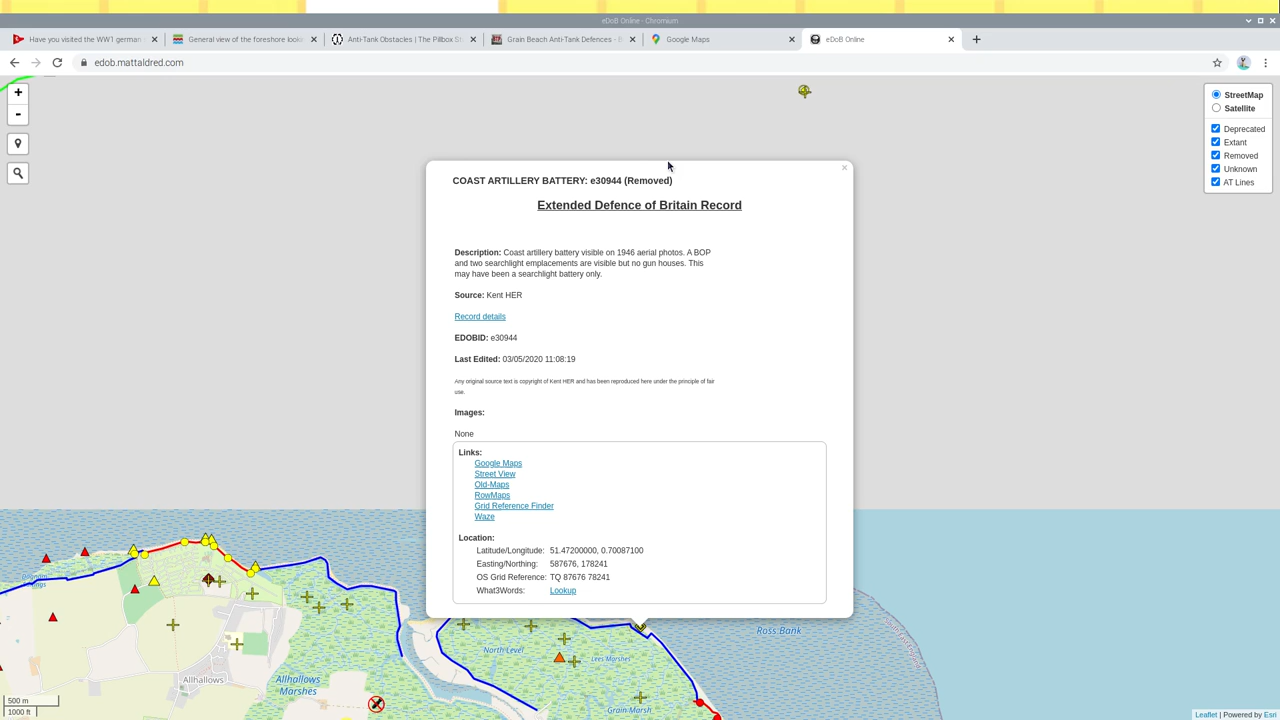 eDoB Online - Chromium
Have you visited the WW1 german
General view of the foreshore looki
Anti-Tank Obstacles | The Pillbox St
Grain Beach Anti-Tank Defences - B
Google Maps
eDoB Online
edob.mattaldred.com
+
-
StreetMap
Satellite
Deprecated
Extant
Removed
Unknown
AT Lines
×
COAST ARTILLERY BATTERY: e30944 (Removed)
Extended Defence of Britain Record
Description: Coast artillery battery visible on 1946 aerial photos. A BOP
and two searchlight emplacements are visible but no gun houses. This
may have been a searchlight battery only.
Source: Kent HER
Record details
EDOBID: e30944
Last Edited: 03/05/2020 11:08:19
Any original source text is copyright of Kent HER and has been reproduced here under the principle of fair
use.
Images:
None
Links:
Google Maps
Street View
Old-Maps
RowMaps
Grid Reference Finder
Waze
Location:
Latitude/Longitude: 51.47200000, 0.70087100
Easting/Northing: 587676, 178241
OS Grid Reference: TQ 87676 78241
What3Words: Lookup
Ross Bank
North Level
Lees Marshes
Allhallows
Allhallows
Marshes
Grain Marsh
500 m
1000 ft
Leaflet | Powered by Esri